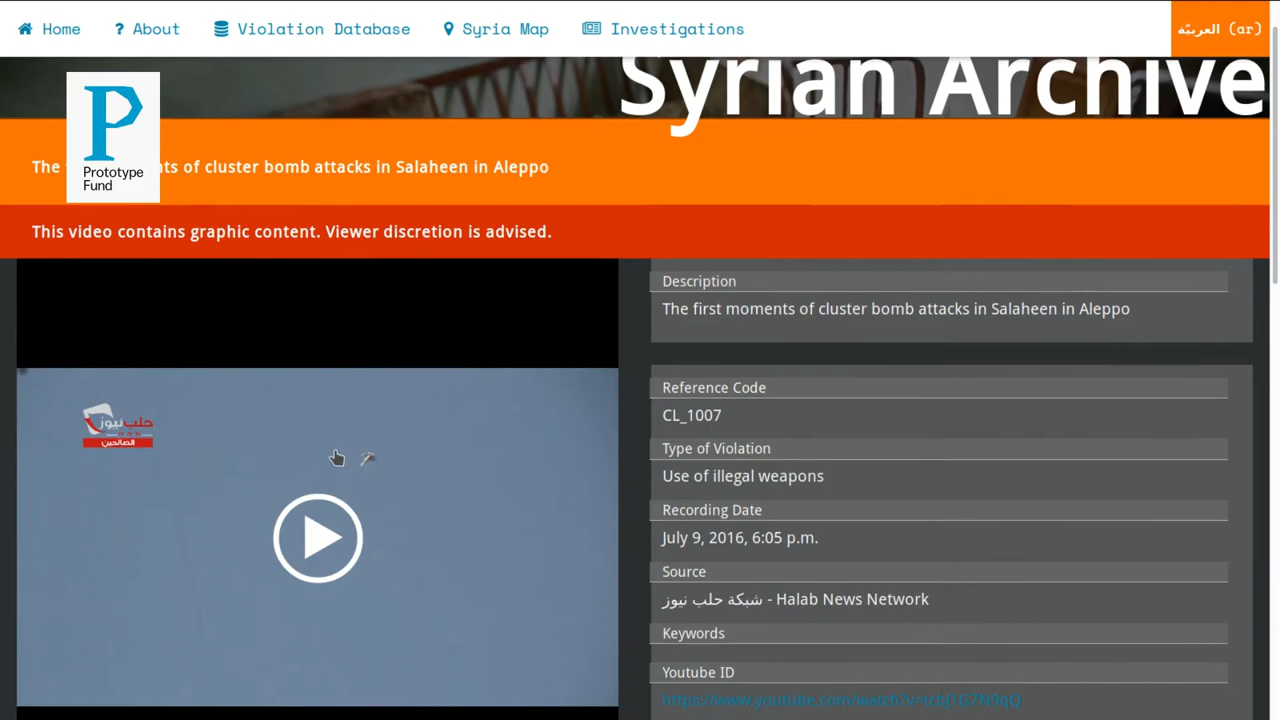 Home
About
Violation Database
Syria Map
Investigations
العربيّة (ar)
Syrian Archive
Prototype
Fund
The nts of cluster bomb attacks in Salaheen in Aleppo
This video contains graphic content. Viewer discretion is advised.
حلب نيوز
الصالحين
Description
The first moments of cluster bomb attacks in Salaheen in Aleppo
Reference Code
CL_1007
Type of Violation
Use of illegal weapons
Recording Date
July 9, 2016, 6:05 p.m.
Source
شبكة حلب نيوز - Halab News Network
Keywords
Youtube ID